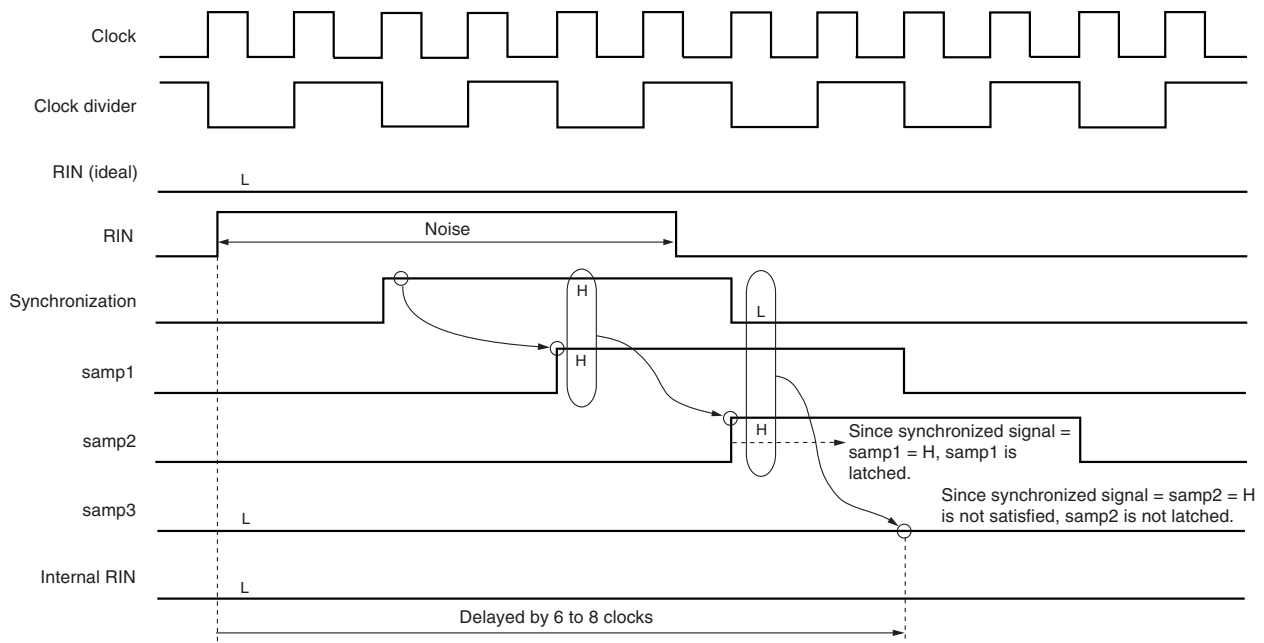 Clock
Clock divider
RIN (ideal)
L
RIN
Noise
Synchronization
H
L
samp1
H
samp2
H
Since synchronized signal =
samp1 = H, samp1 is
latched.
samp3
L
Since synchronized signal = samp2 = H
is not satisfied, samp2 is not latched.
Internal RIN
L
Delayed by 6 to 8 clocks